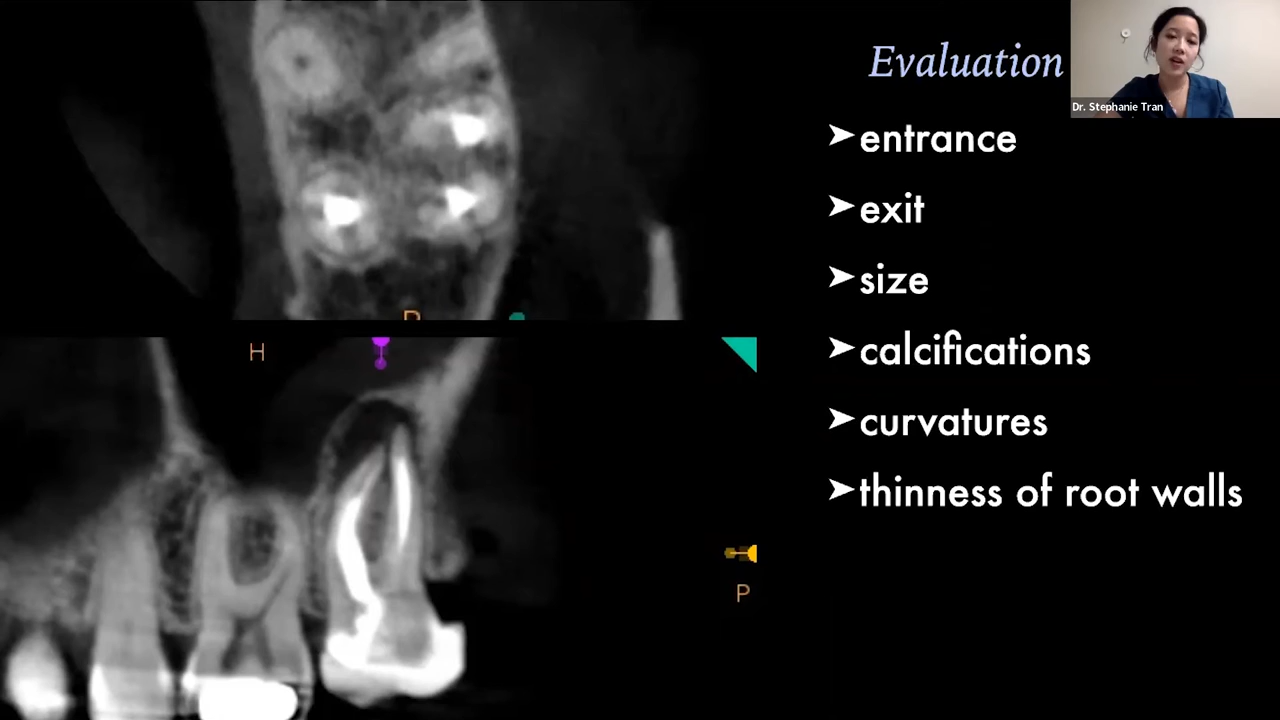 Evaluation
Dr. Stephanie Tran
➤entrance
➤exit
➤size
➤calcifications
➤curvatures
➤thinness of root walls
H
P